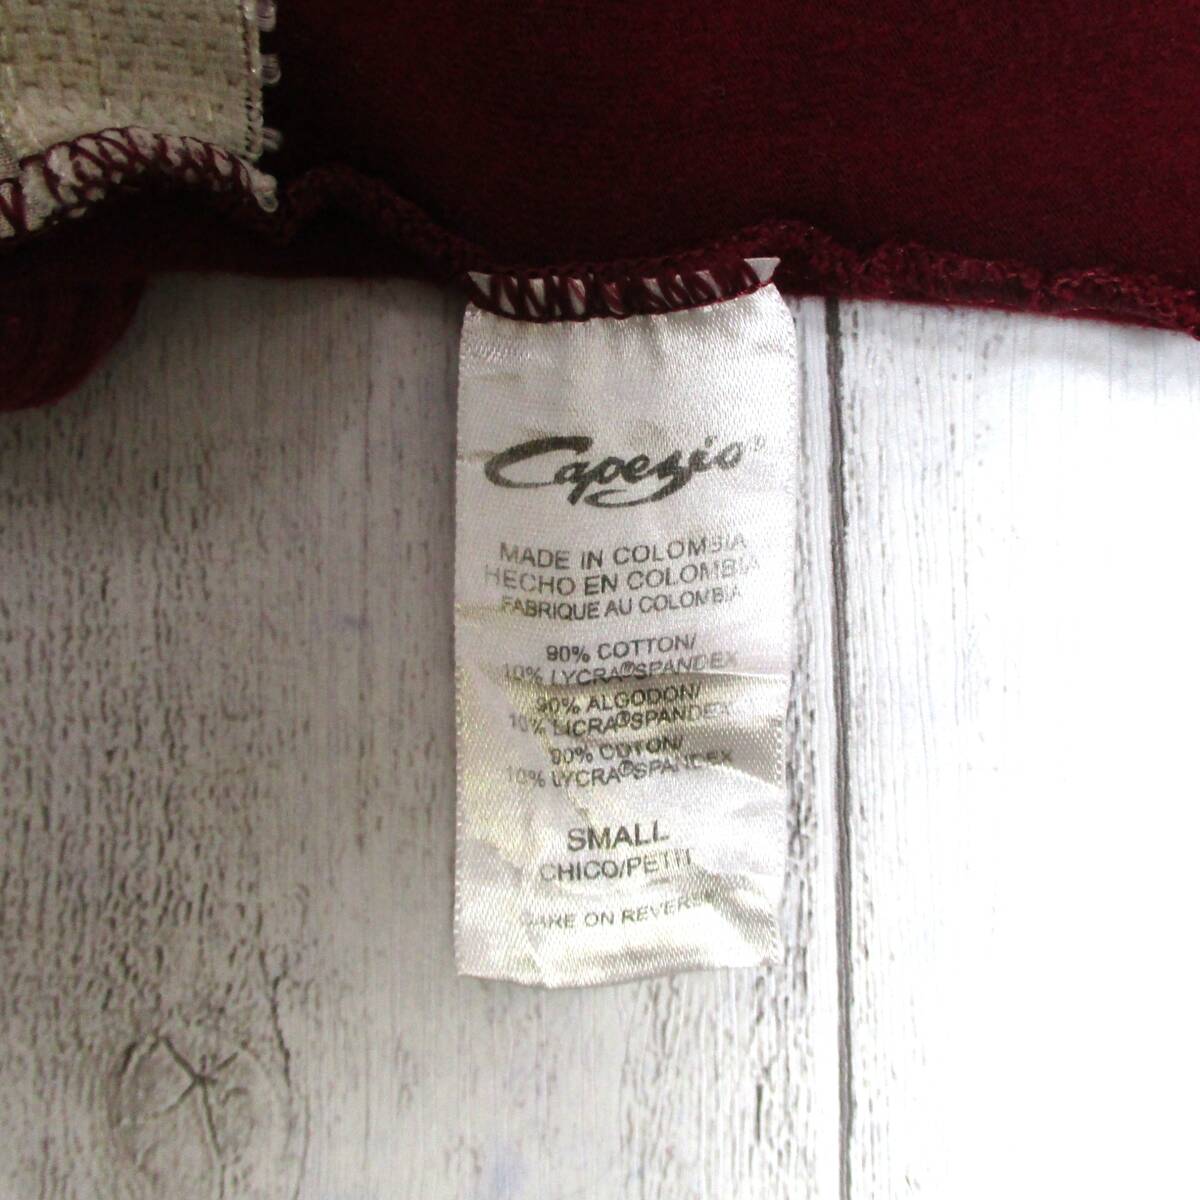 Capezio®
MADE IN COLOMBIA
HECHO EN COLOMBIA
FABRIQUE AU COLOMBIA
90% COTTON/
10% LYCRA®SPANDEX
90% ALGODON/
10% LICRA®SPANDEX
90% COTON/
10% LYCRA®SPANDEX
SMALL
CHICO/PETIT
CARE ON REVERSE